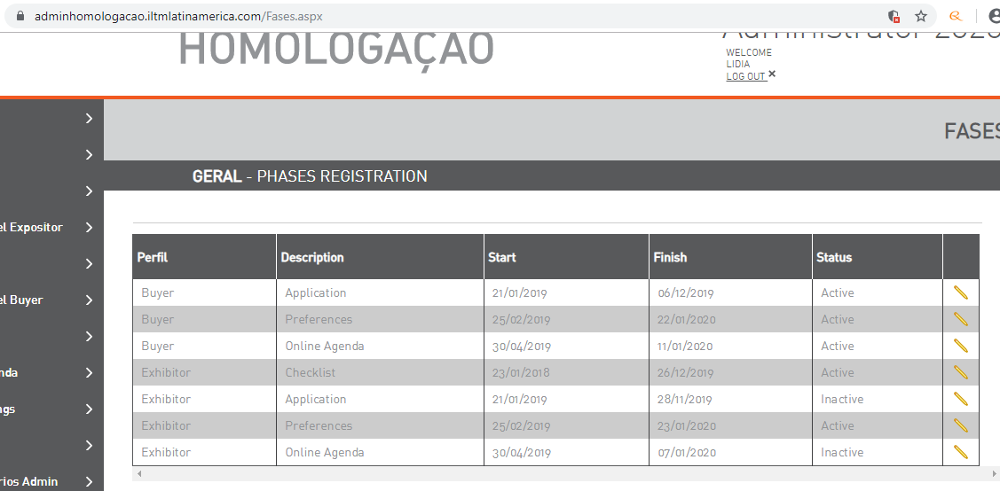 adminhomologacao.iltmlatinamerica.com/Fases.aspx
HOMOLOGAÇÃO
Administrator 2020
WELCOME
LIDIA
LOG OUT ×
FASES
GERAL - PHASES REGISTRATION
el Expositor
el Buyer
nda
ngs
rios Admin
Perfil Description Start Finish Status
Buyer Application 21/01/2019 06/12/2019 Active
Buyer Preferences 25/02/2019 22/01/2020 Active
Buyer Online Agenda 30/04/2019 11/01/2020 Active
Exhibitor Checklist 23/01/2018 26/12/2019 Active
Exhibitor Application 21/01/2019 28/11/2019 Inactive
Exhibitor Preferences 25/02/2019 23/01/2020 Active
Exhibitor Online Agenda 30/04/2019 07/01/2020 Inactive